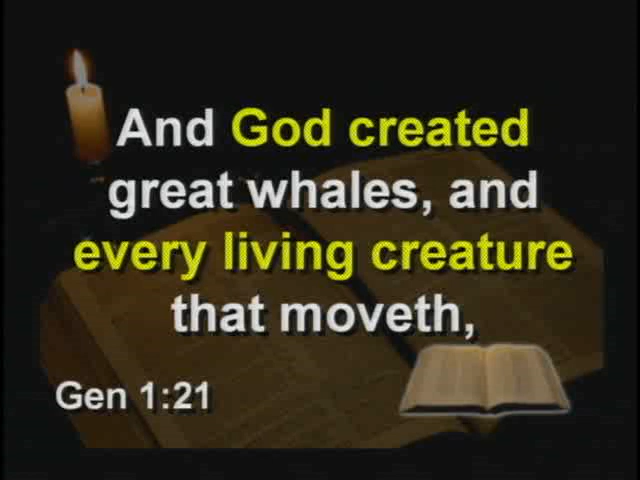 And God created
great whales, and
every living creature
that moveth,
Gen 1:21